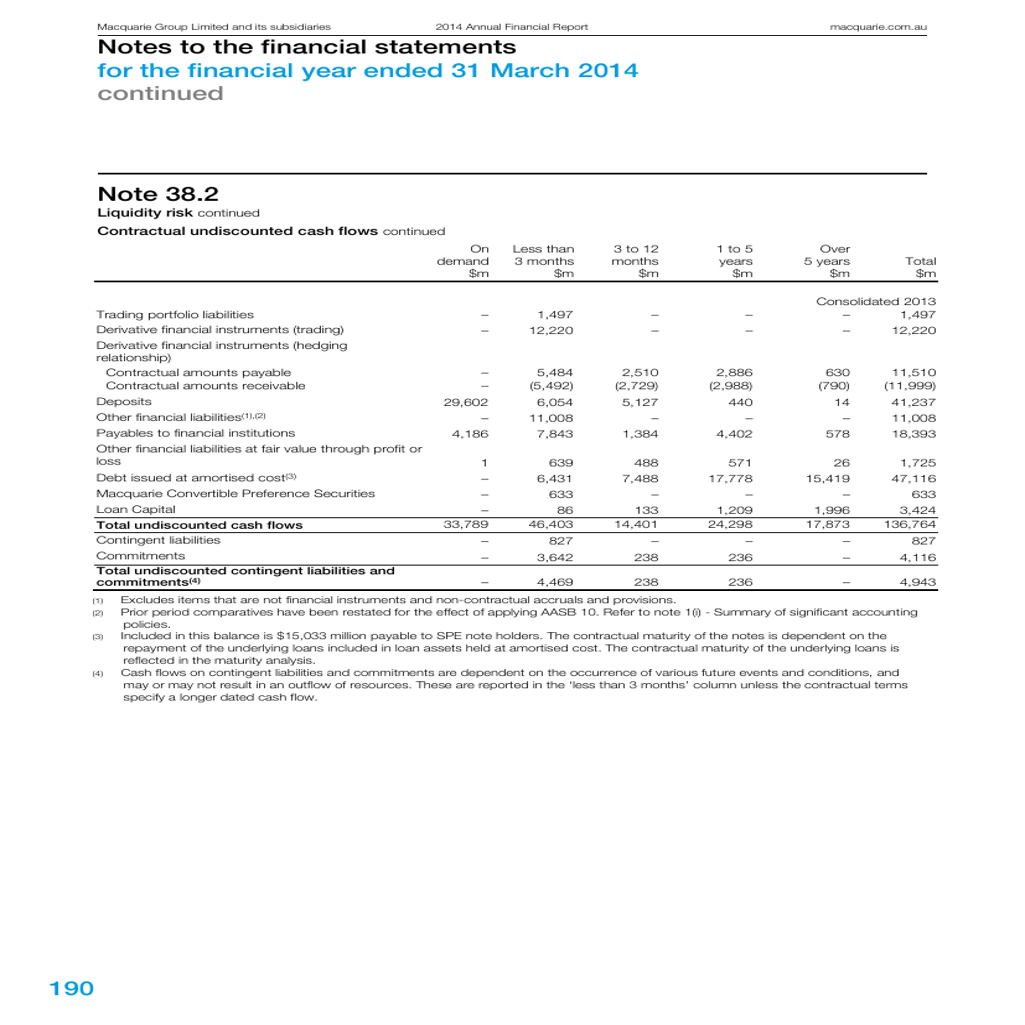 Macquarie Group Limited and its subsidiaries 2014 Annual Financial Report macquarie.com.au
Notes to the financial statements
for the financial year ended 31 March 2014
continued
Note 38.2
Liquidity risk continued
Contractual undiscounted cash flows continued
On Less than 3 to 12 1 to 5 Over
demand 3 months months years 5 years Total
$m $m $m $m $m $m
Consolidated 2013
Trading portfolio liabilities – 1,497 – – – 1,497
Derivative financial instruments (trading) – 12,220 – – – 12,220
Derivative financial instruments (hedging
relationship)
Contractual amounts payable – 5,484 2,510 2,886 630 11,510
Contractual amounts receivable – (5,492) (2,729) (2,988) (790) (11,999)
Deposits 29,602 6,054 5,127 440 14 41,237
Other financial liabilities(1),(2) – 11,008 – – – 11,008
Payables to financial institutions 4,186 7,843 1,384 4,402 578 18,393
Other financial liabilities at fair value through profit or
loss 1 639 488 571 26 1,725
Debt issued at amortised cost(3) – 6,431 7,488 17,778 15,419 47,116
Macquarie Convertible Preference Securities – 633 – – – 633
Loan Capital – 86 133 1,209 1,996 3,424
Total undiscounted cash flows 33,789 46,403 14,401 24,298 17,873 136,764
Contingent liabilities – 827 – – – 827
Commitments – 3,642 238 236 – 4,116
Total undiscounted contingent liabilities and
commitments(4) – 4,469 238 236 – 4,943
(1) Excludes items that are not financial instruments and non-contractual accruals and provisions.
(2) Prior period comparatives have been restated for the effect of applying AASB 10. Refer to note 1(i) - Summary of significant accounting
policies.
(3) Included in this balance is $15,033 million payable to SPE note holders. The contractual maturity of the notes is dependent on the
repayment of the underlying loans included in loan assets held at amortised cost. The contractual maturity of the underlying loans is
reflected in the maturity analysis.
(4) Cash flows on contingent liabilities and commitments are dependent on the occurrence of various future events and conditions, and
may or may not result in an outflow of resources. These are reported in the 'less than 3 months' column unless the contractual terms
specify a longer dated cash flow.
190